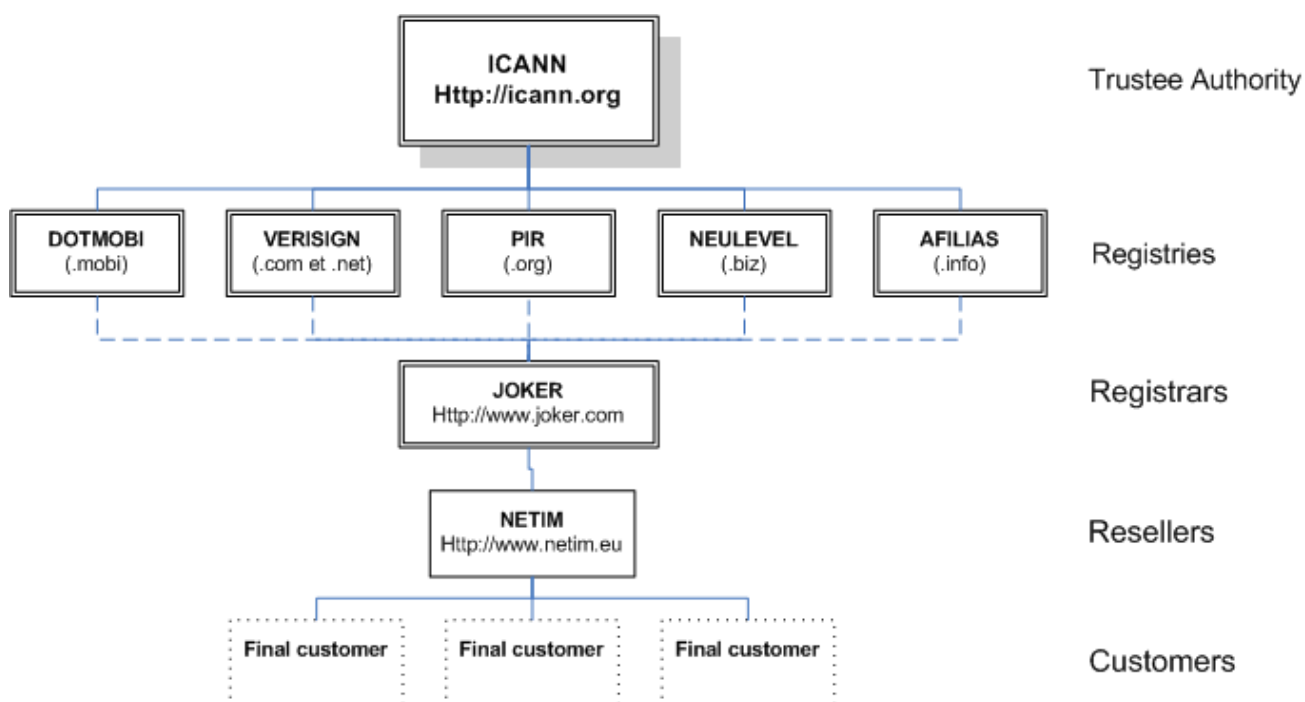 ICANN
Http://icann.org
Trustee Authority
DOTMOBI
(.mobi)
VERISIGN
(.com et .net)
PIR
(.org)
NEULEVEL
(.biz)
AFILIAS
(.info)
Registries
JOKER
Http://www.joker.com
Registrars
NETIM
Http://www.netim.eu
Resellers
Final customer
Final customer
Final customer
Customers